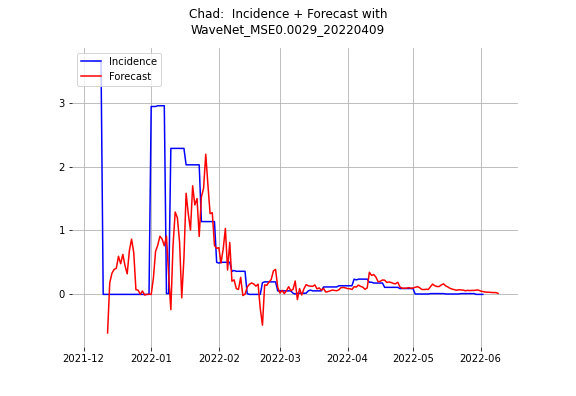 Chad:  Incidence + Forecast with
WaveNet_MSE0.0029_20220409
Incidence
Forecast
3
2
1
0
2021-12
2022-01
2022-02
2022-03
2022-04
2022-05
2022-06